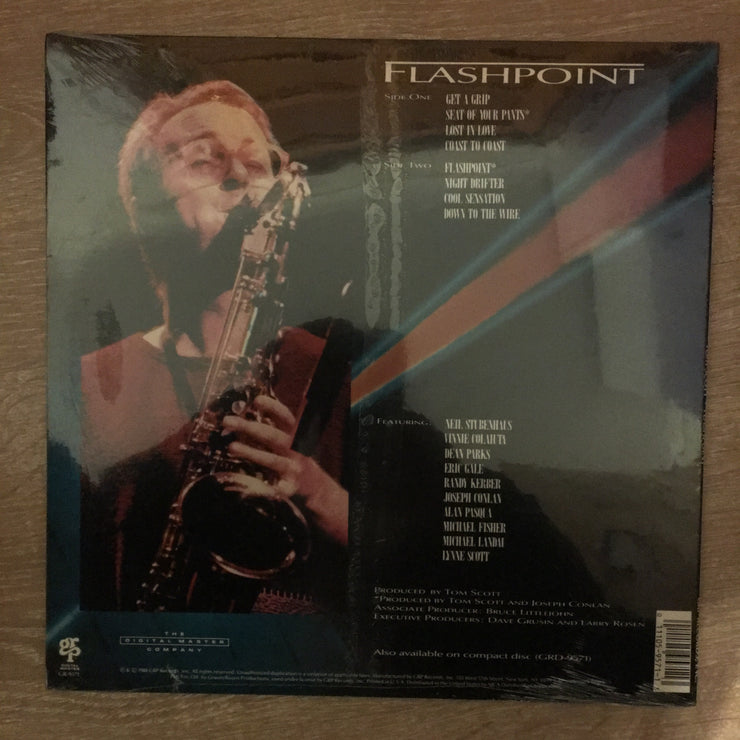 FLASHPOINT
SIDE ONE GET A GRIP
SEAT OF YOUR PANTS*
LOST IN LOVE
COAST TO COAST
SIDE TWO FLASHPOINT*
NIGHT DRIFTER
COOL SENSATION
DOWN TO THE WIRE
FEATURING: NEIL STUBENHAUS
VINNIE COLAIUTA
DEAN PARKS
ERIC GALE
RANDY KERBER
JOSEPH CONLAN
ALAN PASQUA
MICHAEL FISHER
MICHAEL LANDAU
LYNNE SCOTT
PRODUCED BY TOM SCOTT
*PRODUCED BY TOM SCOTT AND JOSEPH CONLAN
ASSOCIATE PRODUCER: BRUCE LITTLEJOHN
EXECUTIVE PRODUCERS: DAVE GRUSIN AND LARRY ROSEN
Also available on compact disc (GRD-9571)
THE
DIGITAL MASTER
COMPANY
GRP
GR-9571